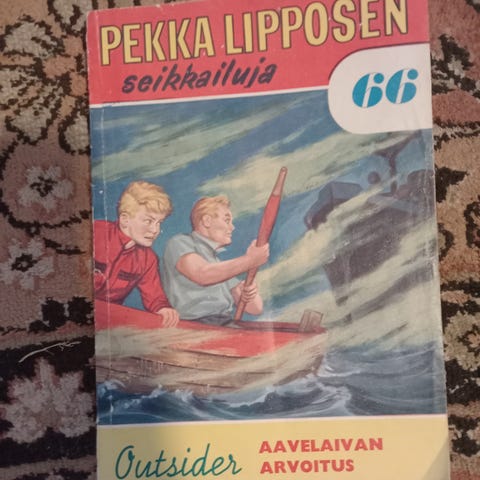 PEKKA LIPPOSEN
seikkailuja
66
Outsider
AAVELAIVAN
ARVOITUS